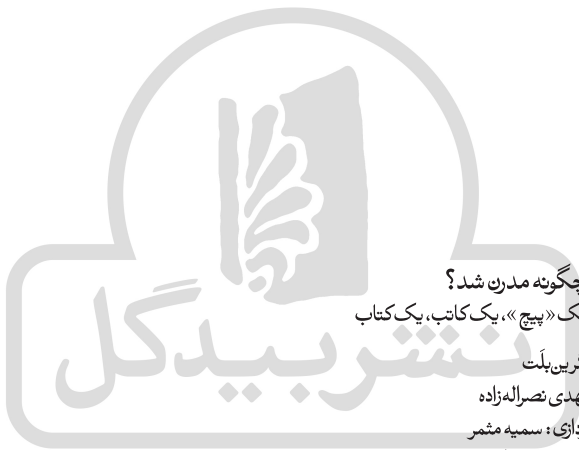 چگونه مدرن شد؟
«پیچ»، یک کاتب، یک کتاب
نصراله‌زاده
سمیه مثمر
نشر بیدگل